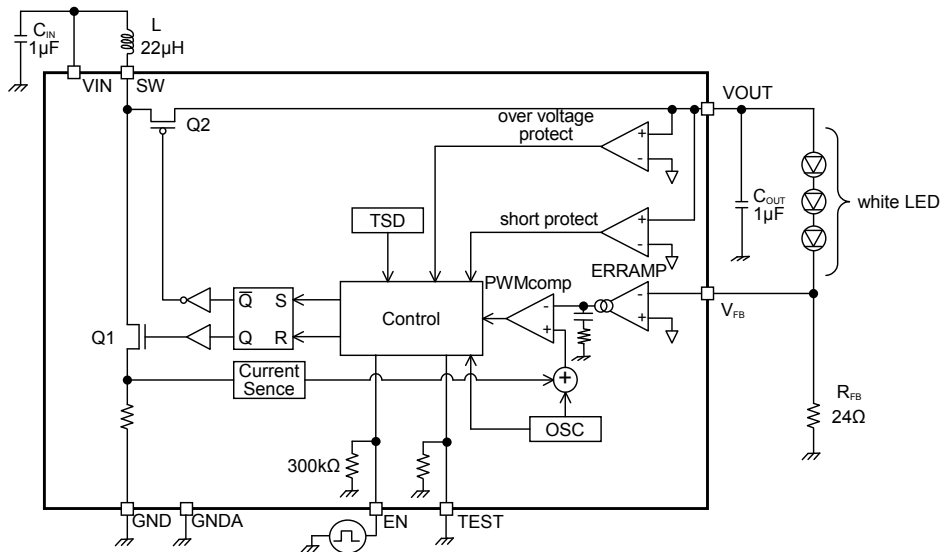 CIN
1µF
L
22µH
VIN
SW
VOUT
Q2
over voltage
protect
+
-
COUT
1µF
white LED
TSD
short protect
+
-
ERRAMP
PWMcomp
Q
S
Control
-
+
-
+
VFB
Q1
Q
R
Current
Sence
+
OSC
RFB
24Ω
300kΩ
GND
GNDA
EN
TEST